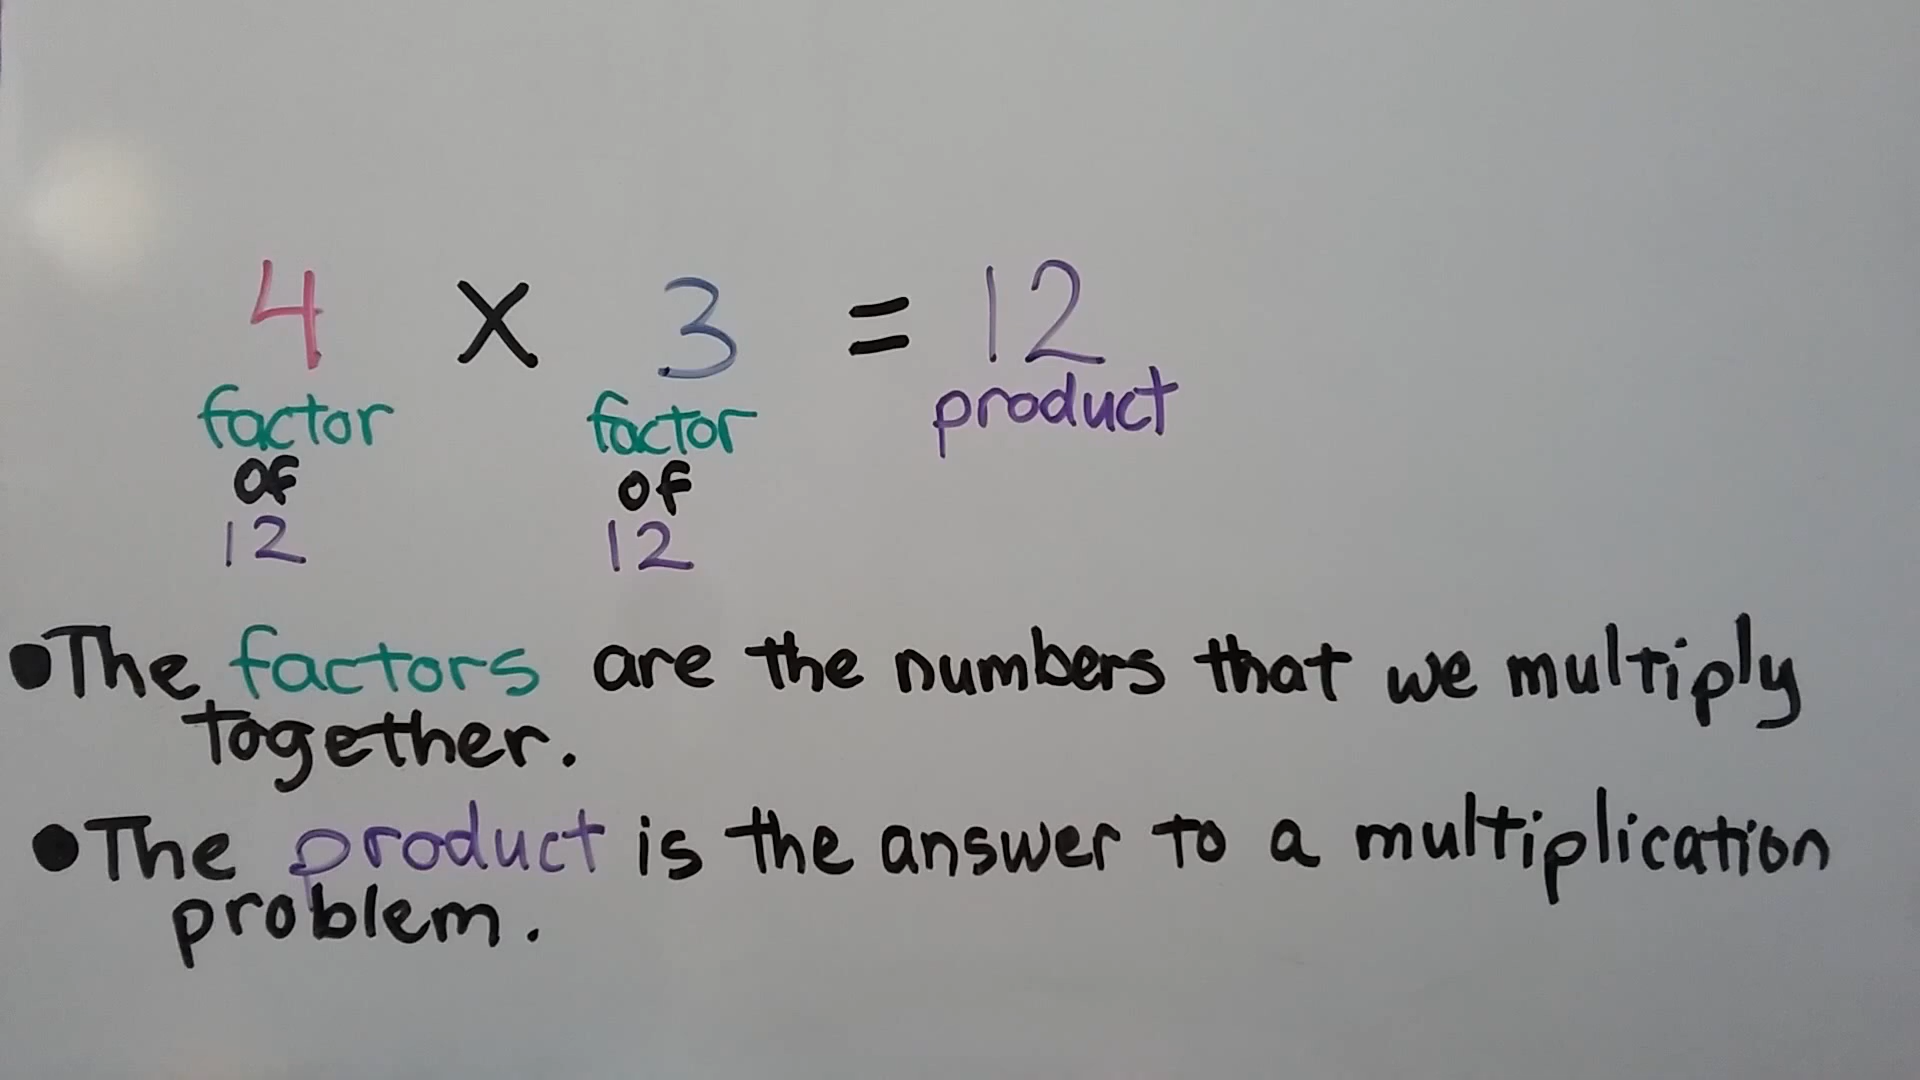 4 x 3 = 12
factor factor product
of of
12 12
•The factors are the numbers that we multiply
together.
•The product is the answer to a multiplication
problem.